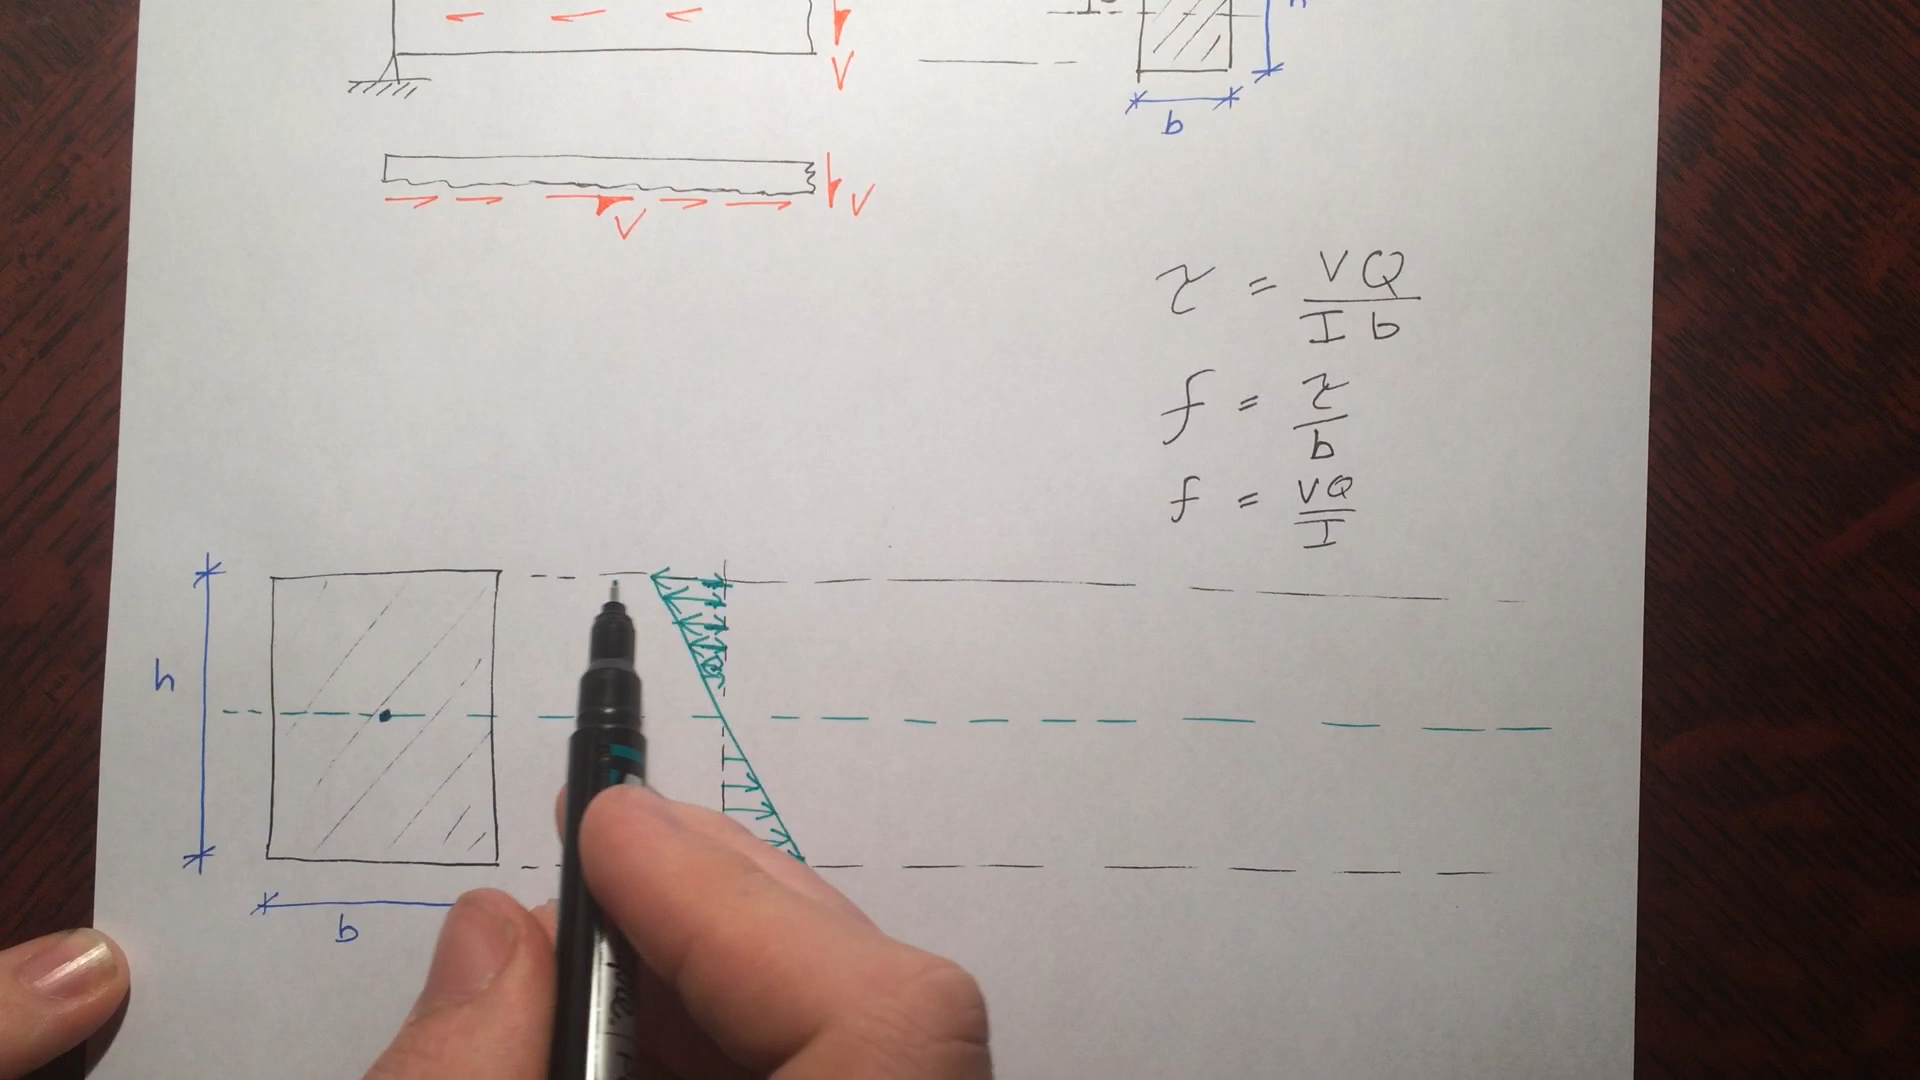 V
h
b
V
V
τ = VQ / Ib
f = τ / b
f = VQ / I
h
b